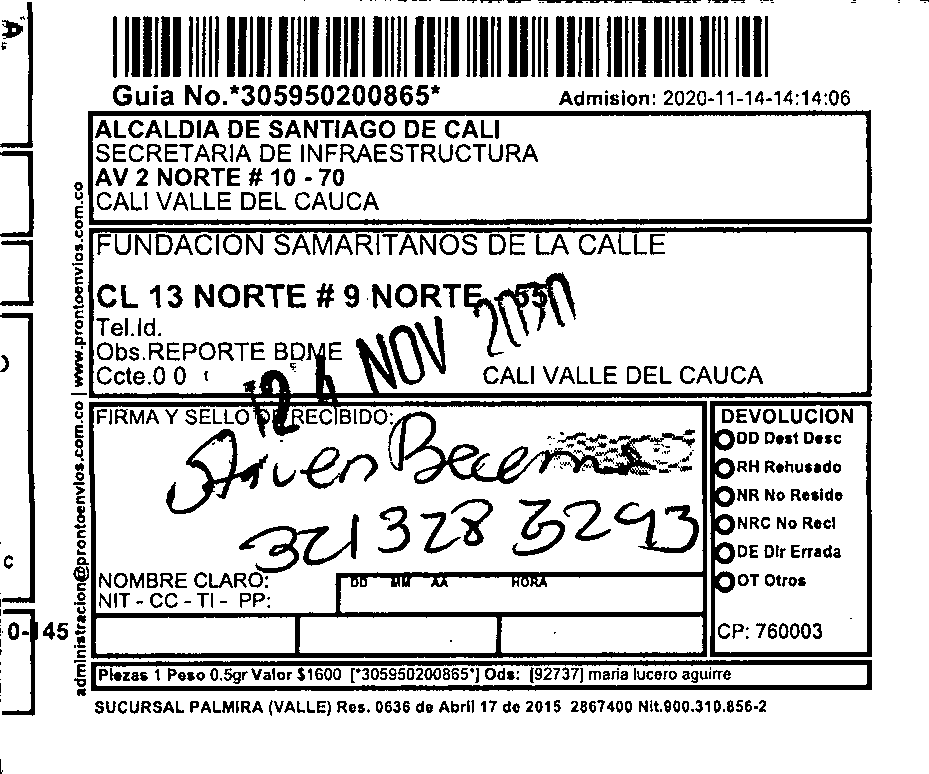 Guia No.*305950200865*
Admision: 2020-11-14-14:14:06
ALCALDIA DE SANTIAGO DE CALI
SECRETARIA DE INFRAESTRUCTURA
AV 2 NORTE # 10 - 70
CALI VALLE DEL CAUCA
FUNDACION SAMARITANOS DE LA CALLE
CL 13 NORTE # 9 NORTE 55
Tel.Id.
Obs.REPORTE BDME
Ccte.0 0
CALI VALLE DEL CAUCA
24 NOV
FIRMA Y SELLO DE RECIBIDO:
321 328 3293
NOMBRE CLARO:
NIT - CC - TI - PP:
DD MM AA HORA
DEVOLUCION
DD Dest Desc
RH Rehusado
NR No Reside
NRC No Recl
DE Dir Errada
OT Otros
CP: 760003
Piezas 1 Peso 0.5gr Valor $1600 [*305950200865*] Ods: [92737] maria lucero aguirre
SUCURSAL PALMIRA (VALLE) Res. 0636 de Abril 17 de 2015 2867400 Nit.900.310.856-2
administracion@prontoenvios.com.co | www.prontoenvios.com.co
0-145